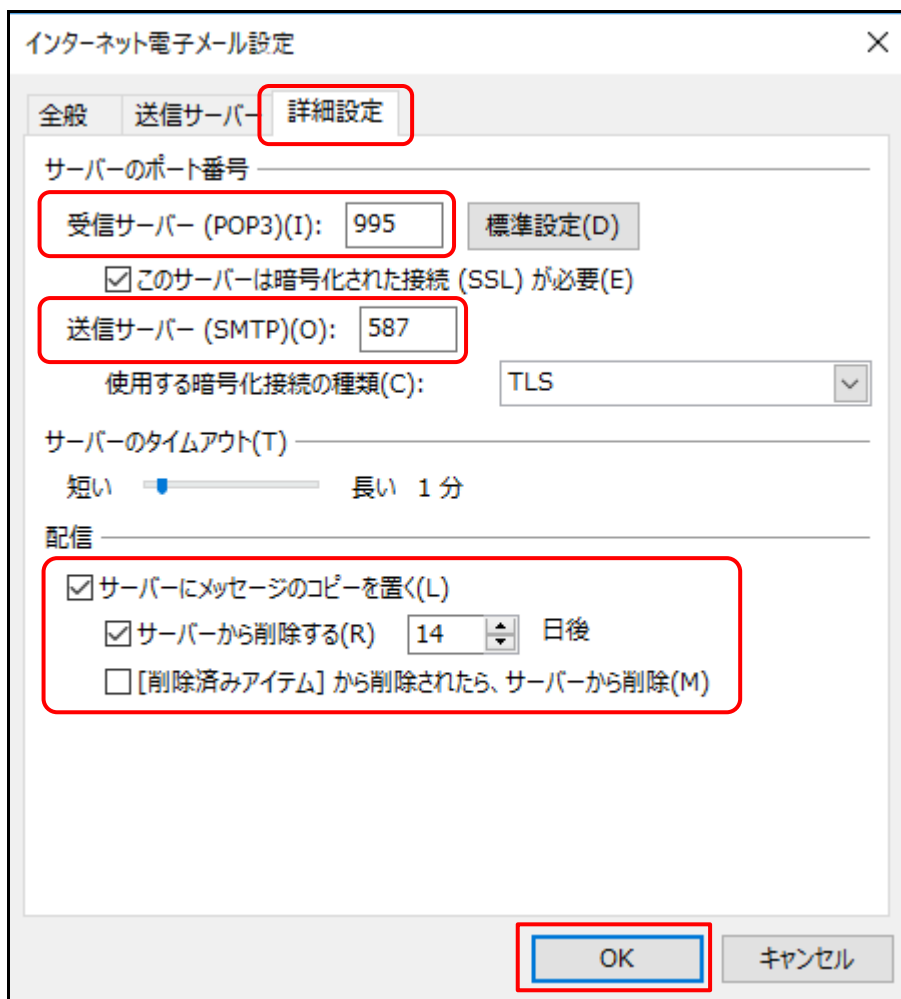 インターネット電子メール設定
全般 送信サーバー 詳細設定
サーバーのポート番号
受信サーバー (POP3)(I): 995 標準設定(D)
このサーバーは暗号化された接続 (SSL) が必要(E)
送信サーバー (SMTP)(O): 587
使用する暗号化接続の種類(C): TLS
サーバーのタイムアウト(T)
短い 長い 1 分
配信
サーバーにメッセージのコピーを置く(L)
サーバーから削除する(R) 14 日後
[削除済みアイテム] から削除されたら、サーバーから削除(M)
OK キャンセル